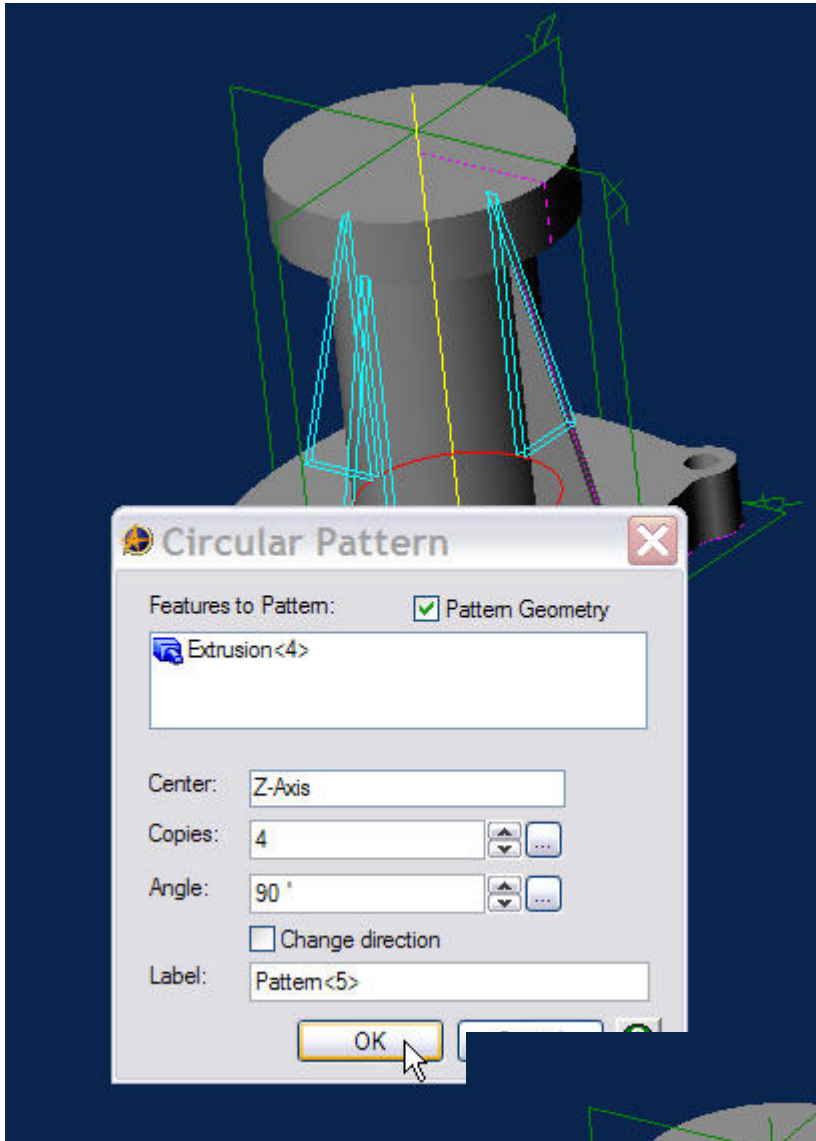 Circular Pattern
Features to Pattern:
Pattern Geometry
Extrusion<4>
Center:
Z-Axis
Copies:
4
...
Angle:
90 °
...
Change direction
Label:
Pattern<5>
OK